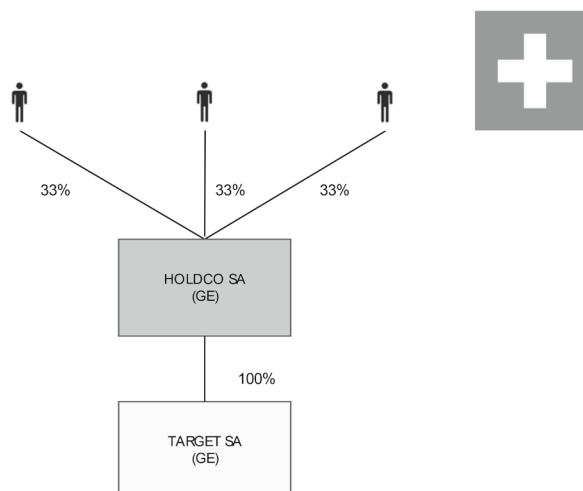 33%
33%
33%
HOLDCO SA
(GE)
100%
TARGET SA
(GE)